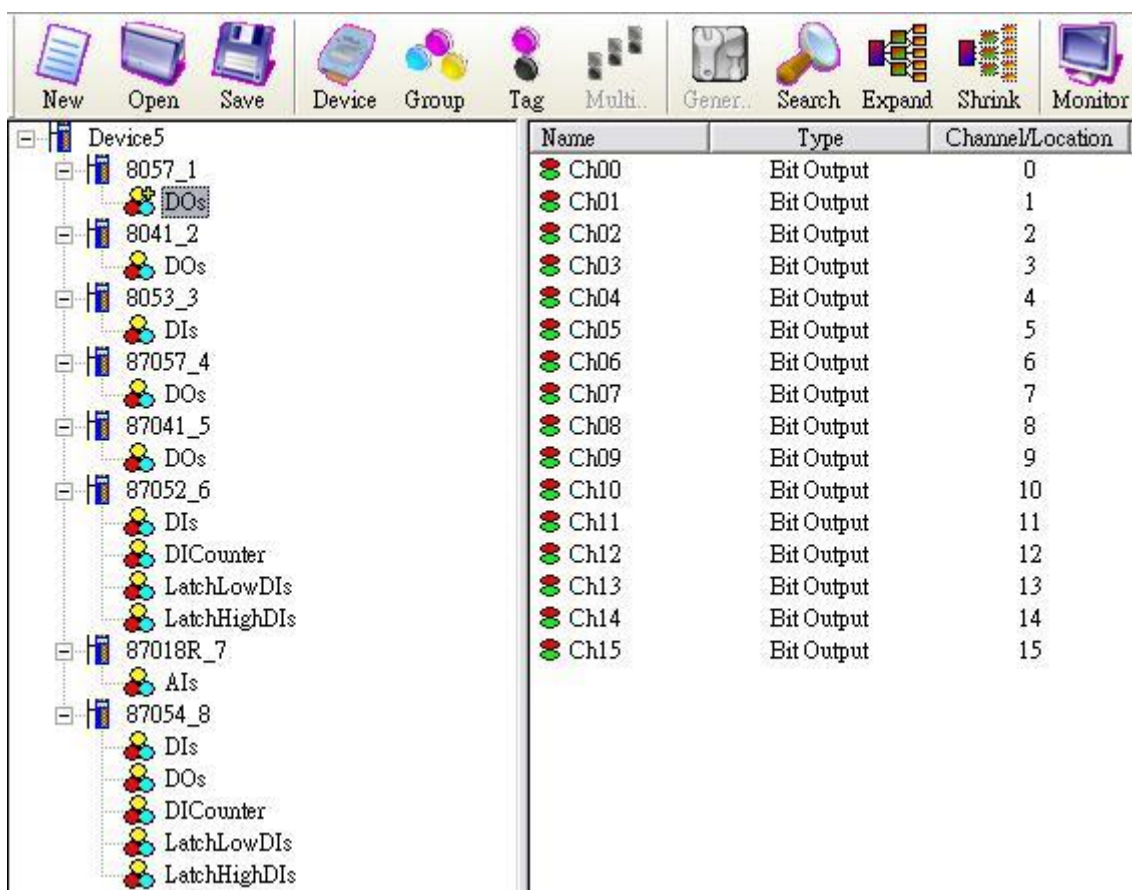 New Open Save Device Group Tag Multi.. Gener.. Search Expand Shrink Monitor
Device5
8057_1
DOs
8041_2
DOs
8053_3
DIs
87057_4
DOs
87041_5
DOs
87052_6
DIs
DICounter
LatchLowDIs
LatchHighDIs
87018R_7
AIs
87054_8
DIs
DOs
DICounter
LatchLowDIs
LatchHighDIs
Name Type Channel/Location
Ch00 Bit Output 0
Ch01 Bit Output 1
Ch02 Bit Output 2
Ch03 Bit Output 3
Ch04 Bit Output 4
Ch05 Bit Output 5
Ch06 Bit Output 6
Ch07 Bit Output 7
Ch08 Bit Output 8
Ch09 Bit Output 9
Ch10 Bit Output 10
Ch11 Bit Output 11
Ch12 Bit Output 12
Ch13 Bit Output 13
Ch14 Bit Output 14
Ch15 Bit Output 15